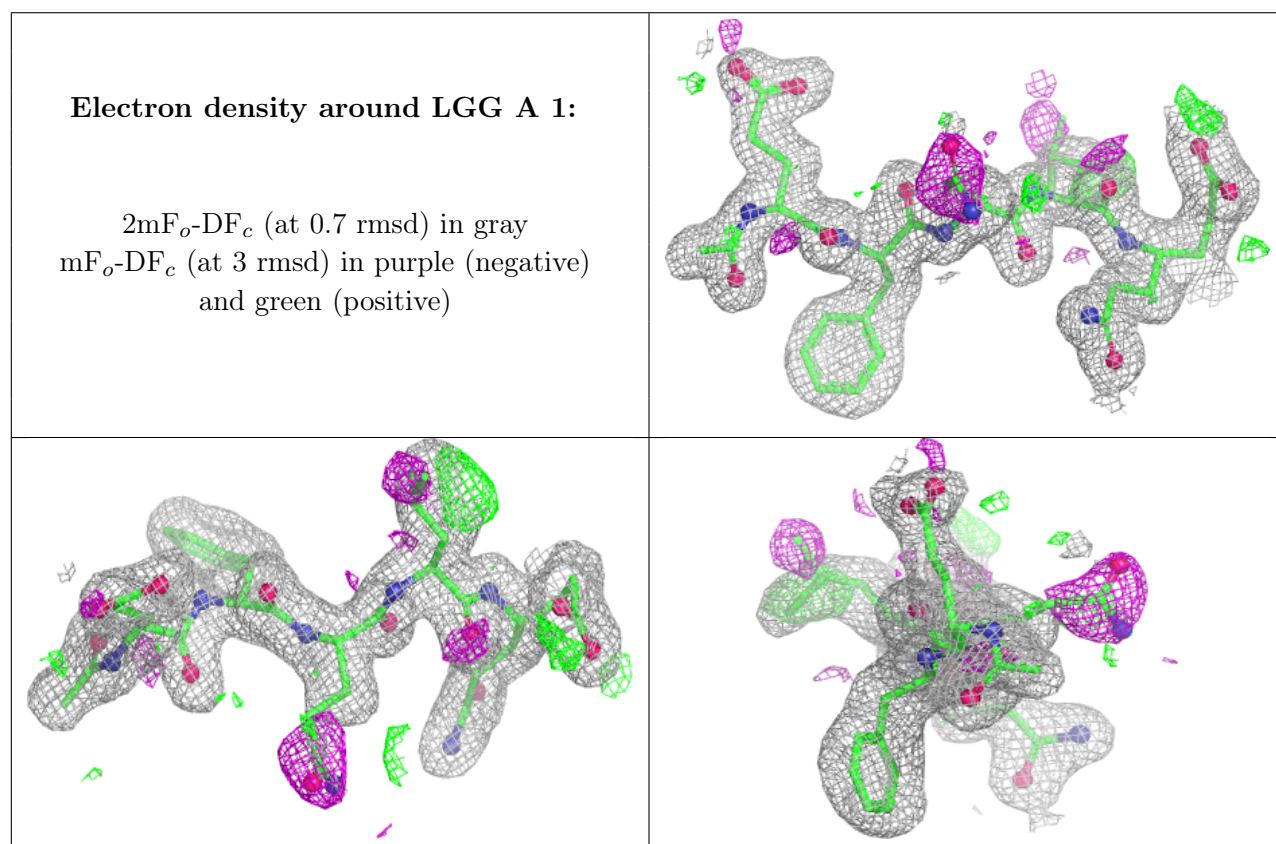 Electron density around LGG A 1:
2mFo-DFc (at 0.7 rmsd) in gray
mFo-DFc (at 3 rmsd) in purple (negative)
and green (positive)